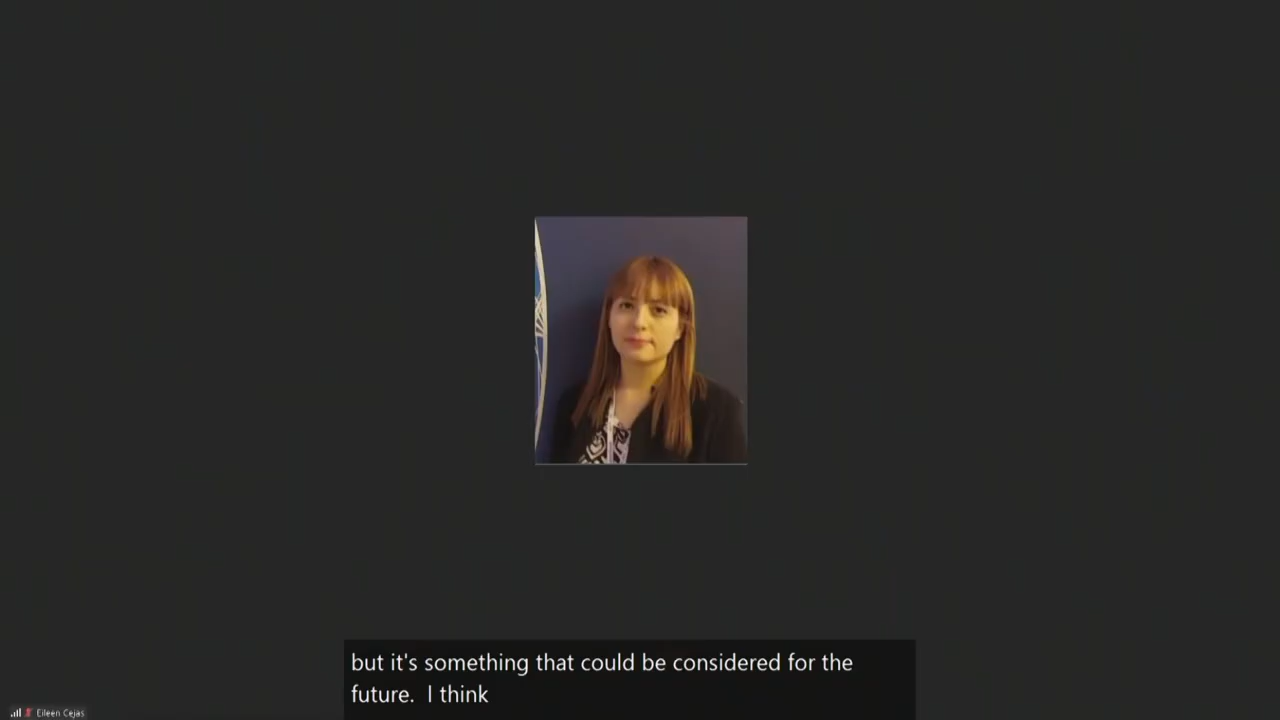 but it's something that could be considered for the
future.  I think
Eileen Cejas